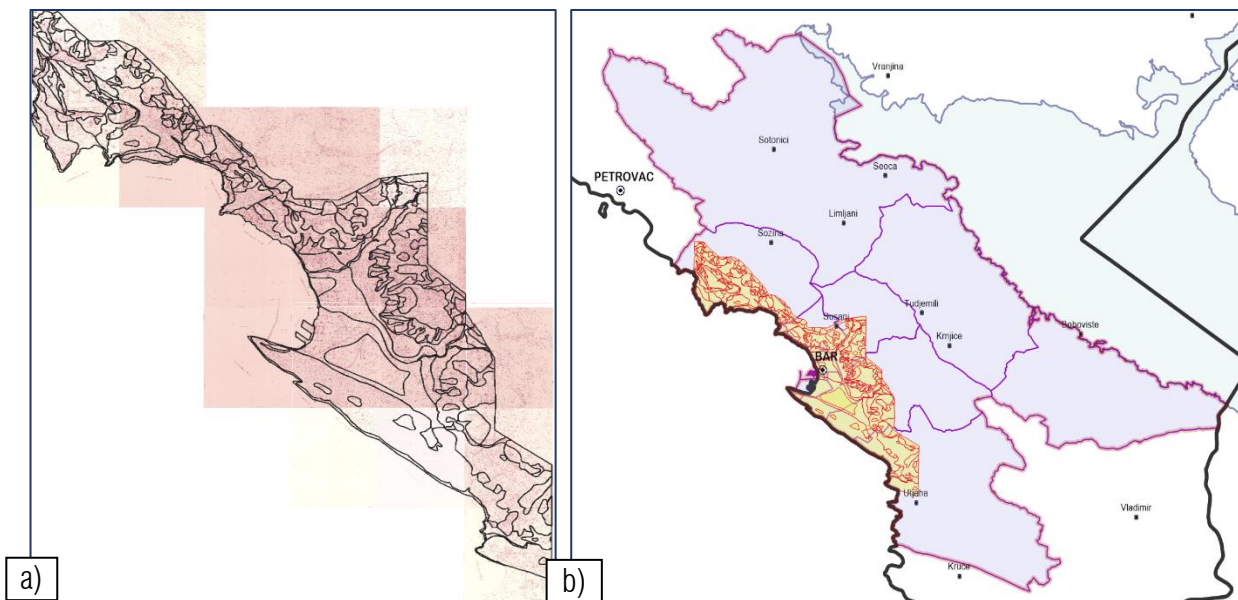 a)
b)
Vranjina
Sotonici
Seoca
PETROVAC
Limljani
Sozina
Tudjemili
Susanj
Krnjice
Boboviste
BAR
Utjeha
Vladimir
Kruce